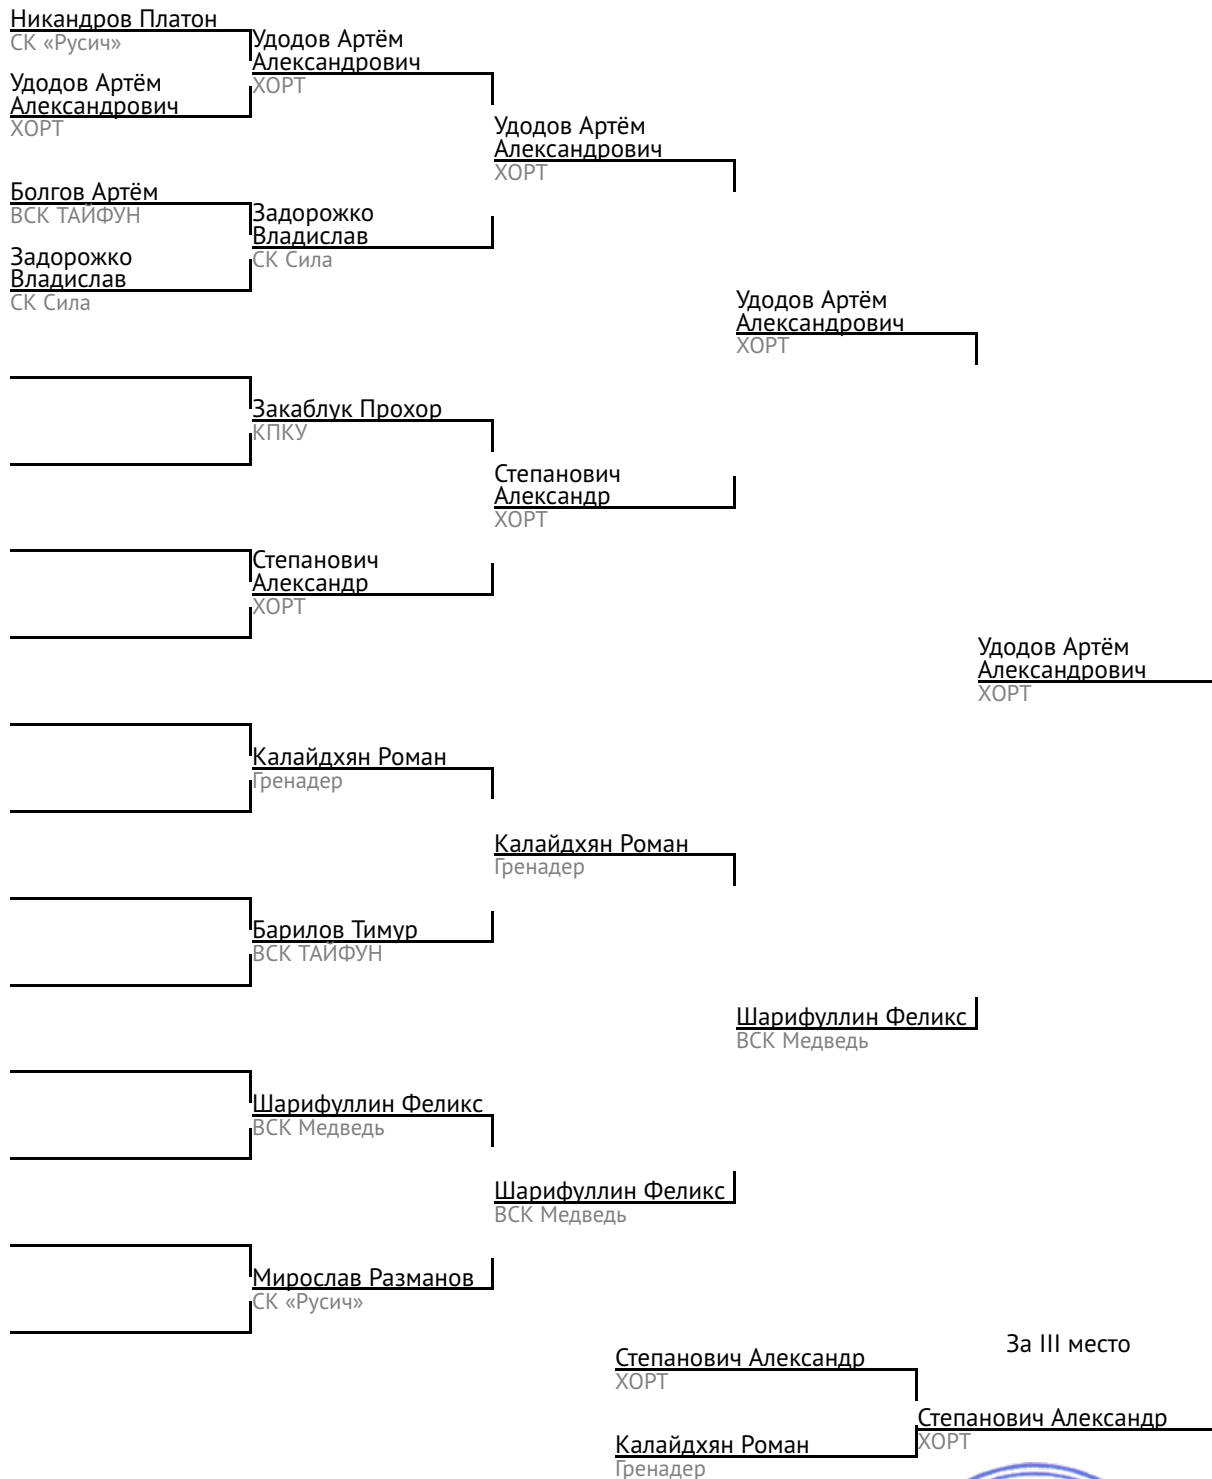 Никандров Платон
СК «Русич»
Удодов Артём
Александрович
ХОРТ
Удодов Артём
Александрович
ХОРТ
Удодов Артём
Александрович
ХОРТ
Болгов Артём
ВСК ТАЙФУН
Задорожко
Владислав
СК Сила
Задорожко
Владислав
СК Сила
Удодов Артём
Александрович
ХОРТ
Закаблук Прохор
КПКУ
Степанович
Александр
ХОРТ
Степанович
Александр
ХОРТ
Удодов Артём
Александрович
ХОРТ
Калайдхян Роман
Гренадер
Калайдхян Роман
Гренадер
Барилов Тимур
ВСК ТАЙФУН
Шарифуллин Феликс
ВСК Медведь
Шарифуллин Феликс
ВСК Медведь
Шарифуллин Феликс
ВСК Медведь
Мирослав Разманов
СК «Русич»
За III место
Степанович Александр
ХОРТ
Степанович Александр
ХОРТ
Калайдхян Роман
Гренадер